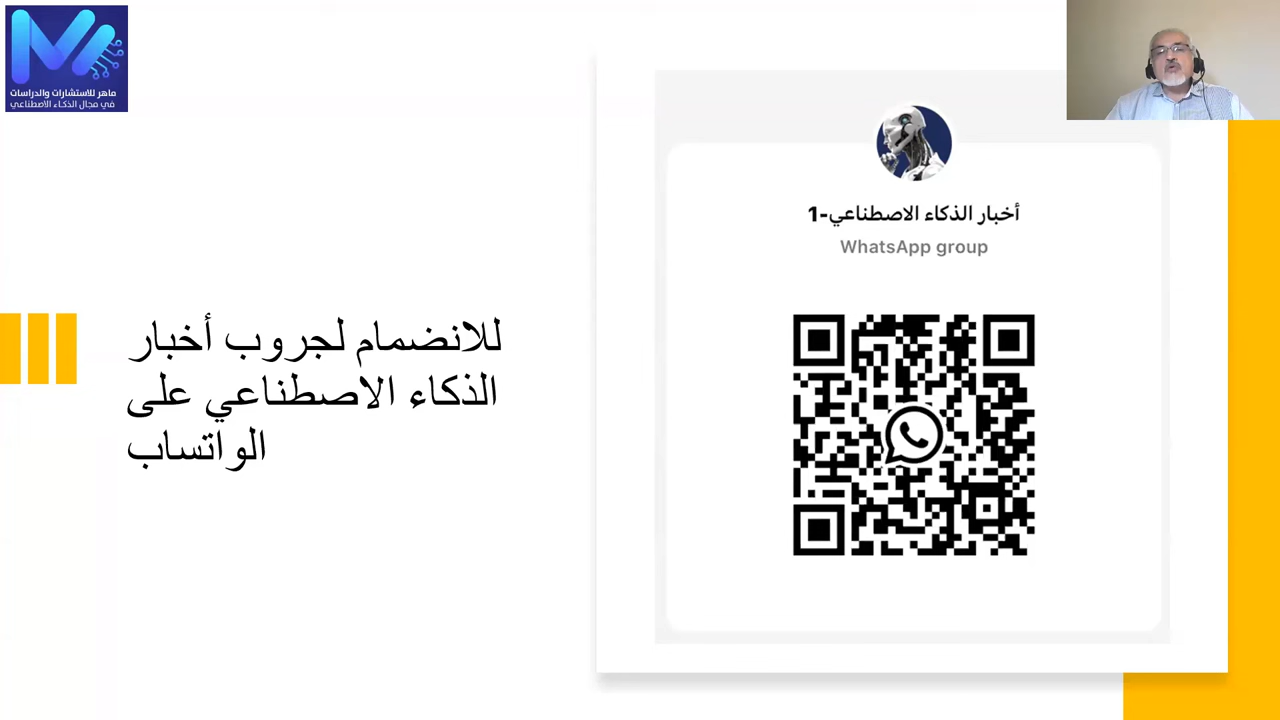 ماهر للاستشارات والدراسات
في مجال الذكاء الاصطناعي
أخبار الذكاء الاصطناعي-1
WhatsApp group
للانضمام لجروب أخبار
الذكاء الاصطناعي على
الواتساب